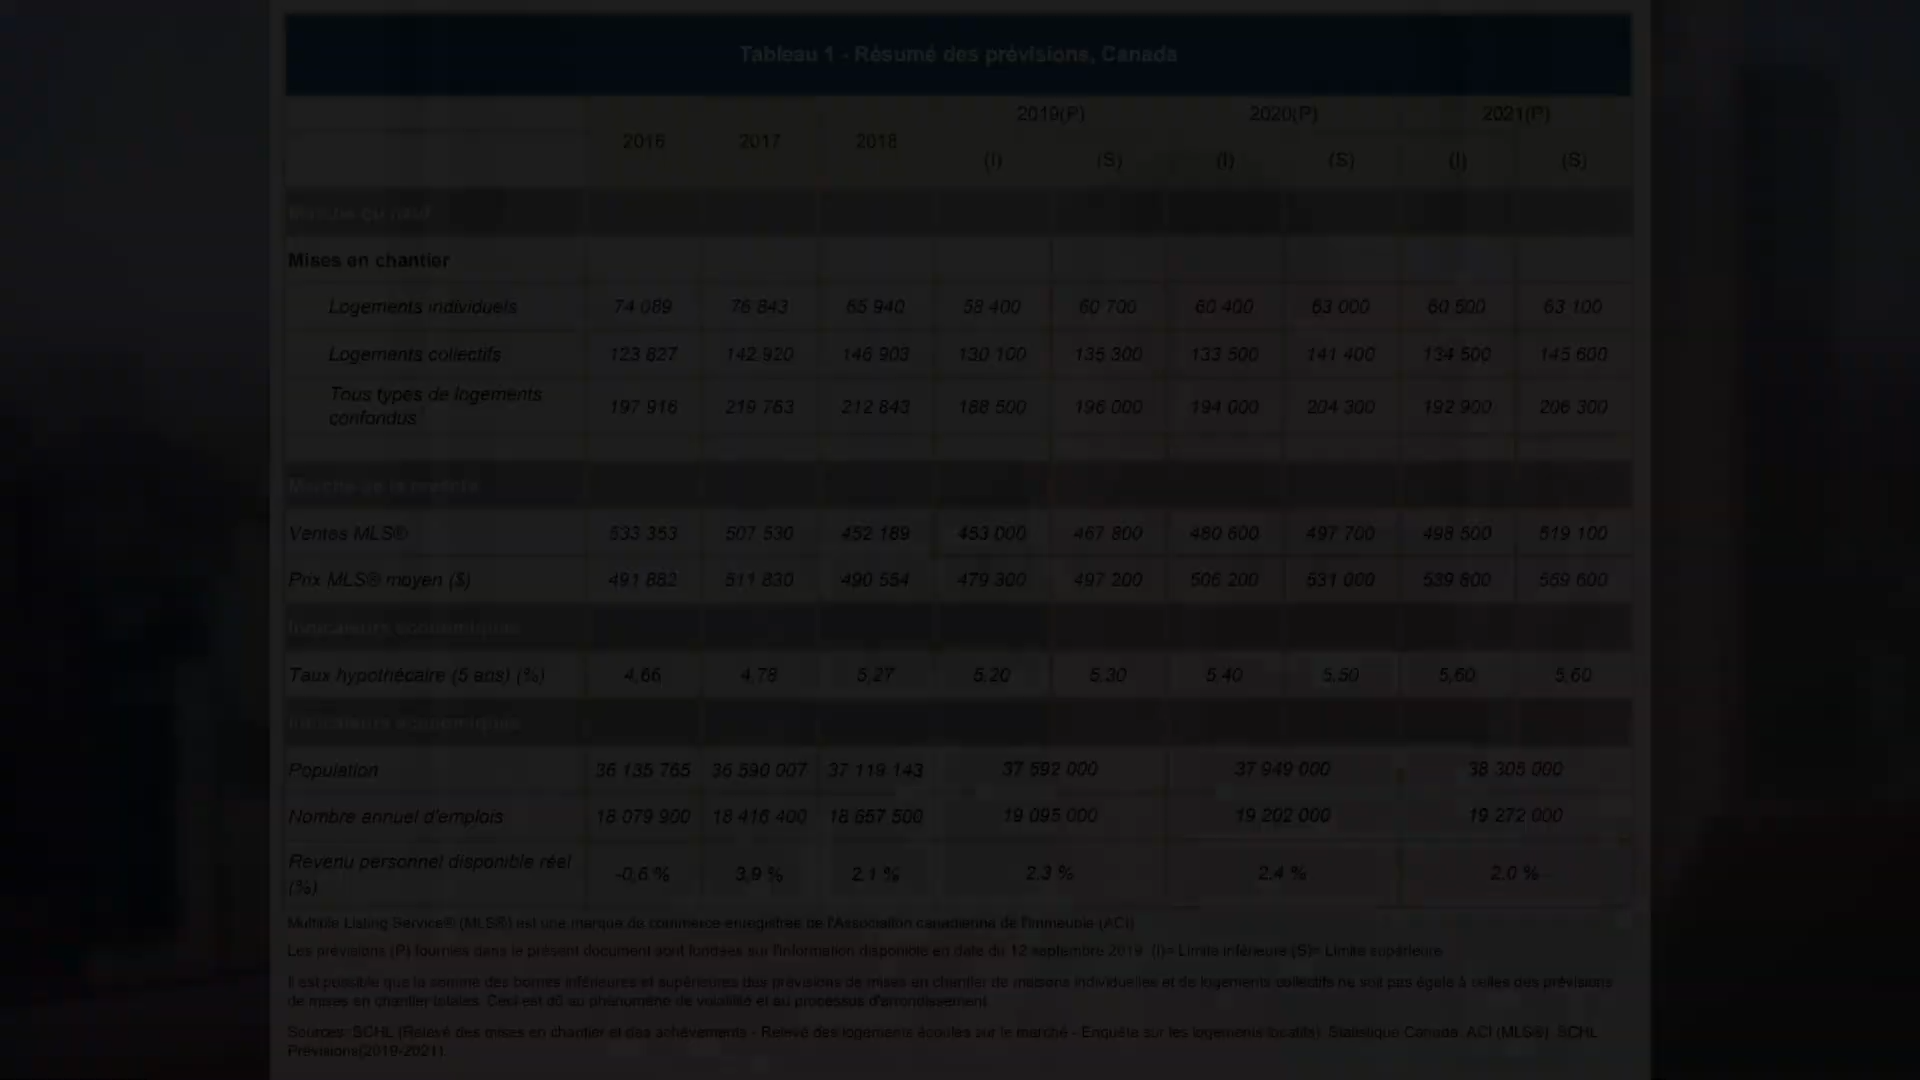 Tableau 1 - Résumé des prévisions, Canada
2016 2017 2018 2019(P) 2020(P) 2021(P)
(I) (S) (I) (S) (I) (S)
Marché du neuf
Mises en chantier
Logements individuels 74 089 76 843 65 940 58 400 60 700 60 400 63 000 60 500 63 100
Logements collectifs 123 827 142 920 146 903 130 100 135 300 133 500 141 400 134 500 145 600
Tous types de logements
confondus 197 916 219 763 212 843 188 500 196 000 194 000 204 300 192 900 206 300
Marché de la revente
Ventes MLS® 533 353 507 530 452 189 453 000 467 800 480 600 497 700 498 500 519 100
Prix MLS® moyen ($) 491 882 511 830 490 554 479 300 497 200 506 200 531 000 539 800 569 600
Indicateurs économiques
Taux hypothécaire (5 ans) (%) 4,66 4,78 5,27 5,20 5,30 5,40 5,50 5,60 5,60
Indicateurs économiques
Population 36 135 765 36 590 007 37 119 143 37 592 000 37 949 000 38 305 000
Nombre annuel d'emplois 18 079 900 18 416 400 18 657 500 19 095 000 19 202 000 19 272 000
Revenu personnel disponible réel
(%) -0,6 % 3,9 % 2,1 % 2,3 % 2,4 % 2,0 %
Multiple Listing Service® (MLS®) est une marque de commerce enregistrée de l'Association canadienne de l'immeuble (ACI)
Les prévisions (P) fournies dans le présent document sont fondées sur l'information disponible en date du 12 septembre 2019. (I)= Limite inférieure (S)= Limite supérieure
Il est possible que la somme des bornes inférieures et supérieures des prévisions de mises en chantier de maisons individuelles et de logements collectifs ne soit pas égale à celles des prévisions
de mises en chantier totales. Ceci est dû au phénomène de volatilité et au processus d'arrondissement.
Sources: SCHL (Relevé des mises en chantier et des achèvements - Relevé des logements écoulés sur le marché - Enquête sur les logements locatifs). Statistique Canada. ACI (MLS®). SCHL
Prévisions(2019-2021).